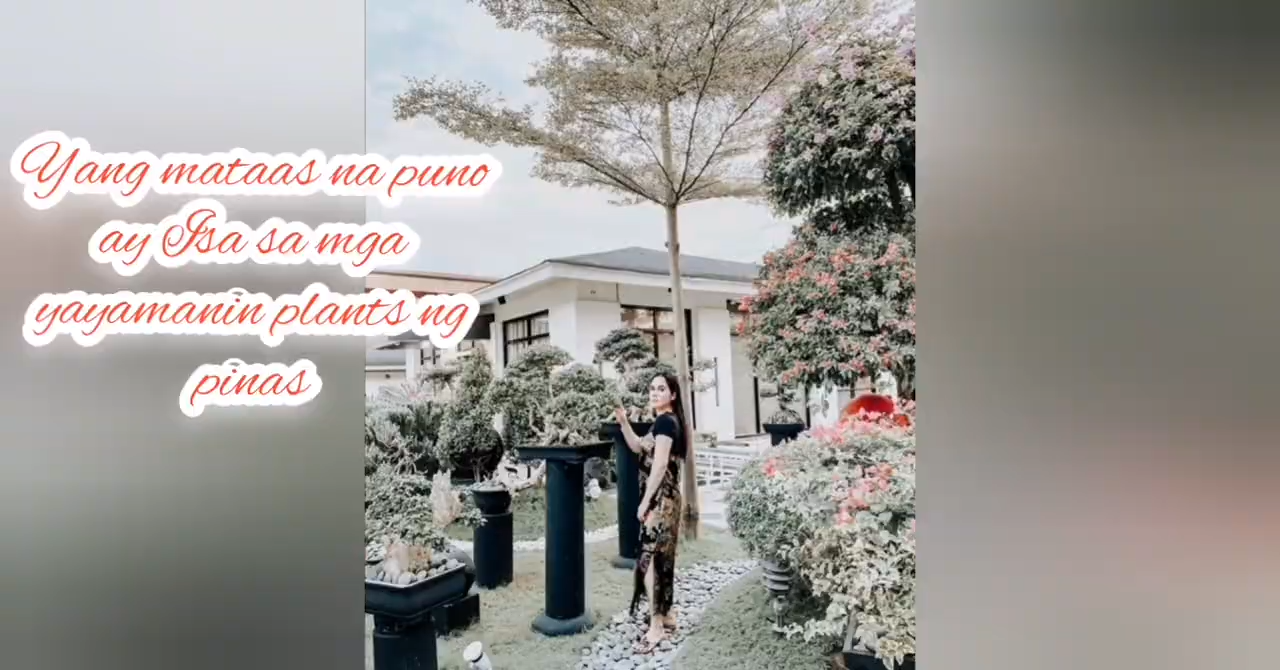 Yang mataas na puno
ay Isa sa mga
yayamanin plants ng
pinas